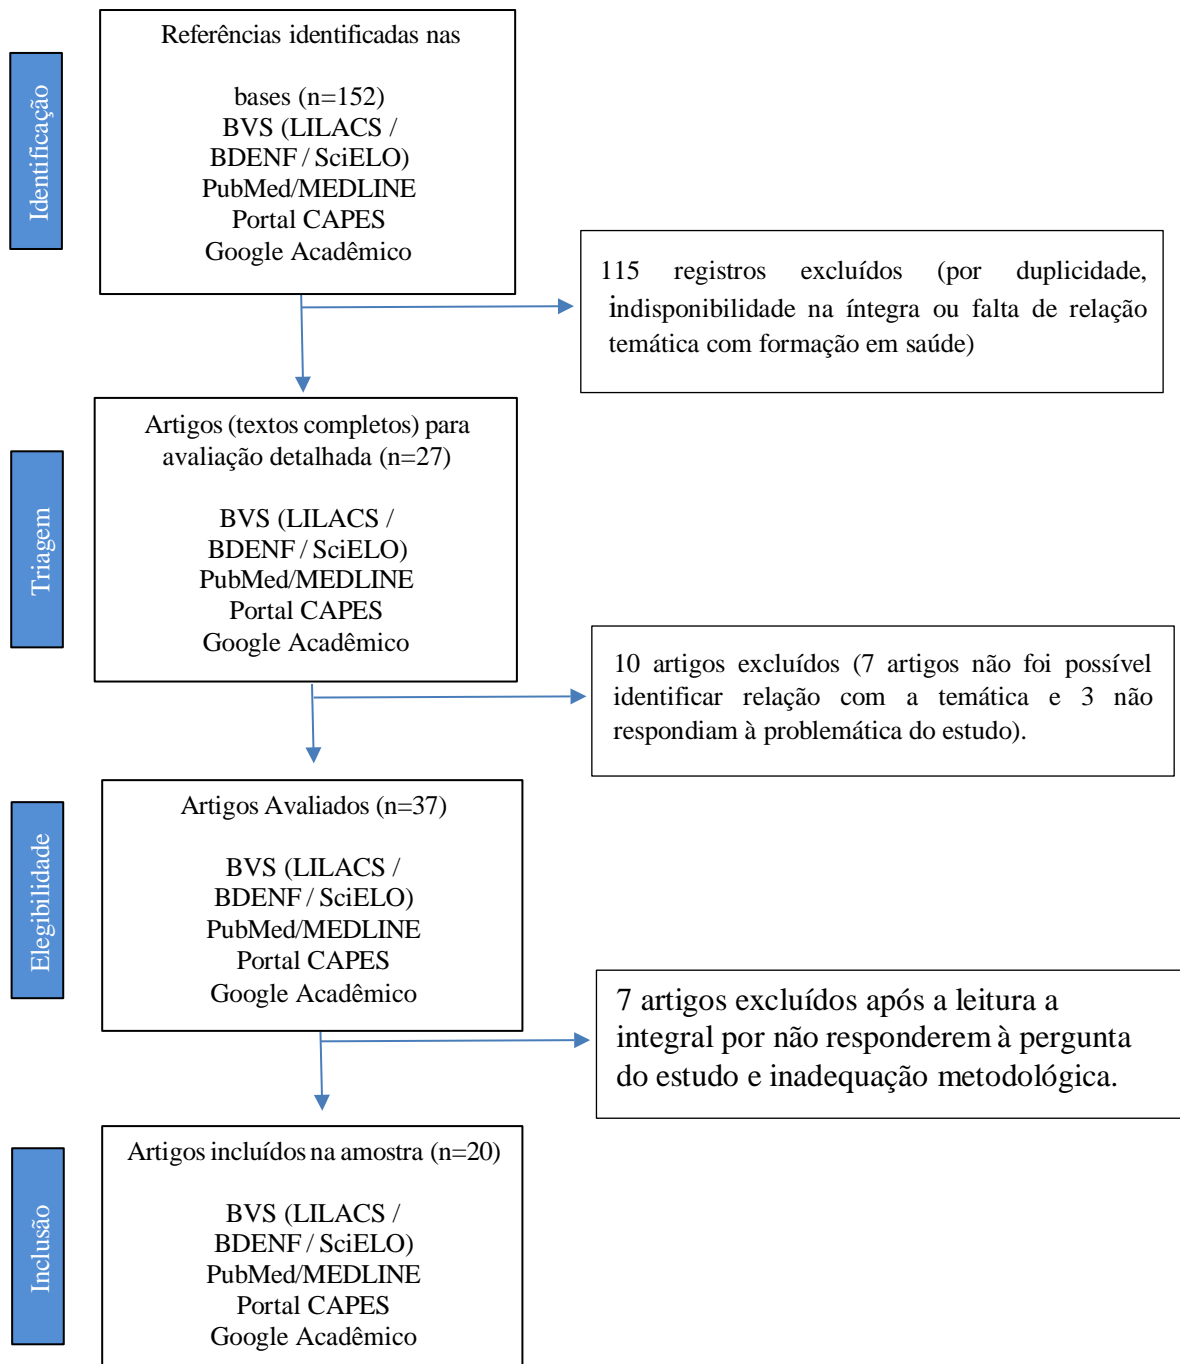 Identificação
Referências identificadas nas
bases (n=152)
BVS (LILACS /
BDENF / SciELO)
PubMed/MEDLINE
Portal CAPES
Google Acadêmico
115 registros excluídos (por duplicidade,
indisponibilidade na íntegra ou falta de relação
temática com formação em saúde)
Triagem
Artigos (textos completos) para
avaliação detalhada (n=27)
BVS (LILACS /
BDENF / SciELO)
PubMed/MEDLINE
Portal CAPES
Google Acadêmico
10 artigos excluídos (7 artigos não foi possível
identificar relação com a temática e 3 não
respondiam à problemática do estudo).
Elegibilidade
Artigos Avaliados (n=37)
BVS (LILACS /
BDENF / SciELO)
PubMed/MEDLINE
Portal CAPES
Google Acadêmico
7 artigos excluídos após a leitura a
integral por não responderem à pergunta
do estudo e inadequação metodológica.
Inclusão
Artigos incluídos na amostra (n=20)
BVS (LILACS /
BDENF / SciELO)
PubMed/MEDLINE
Portal CAPES
Google Acadêmico